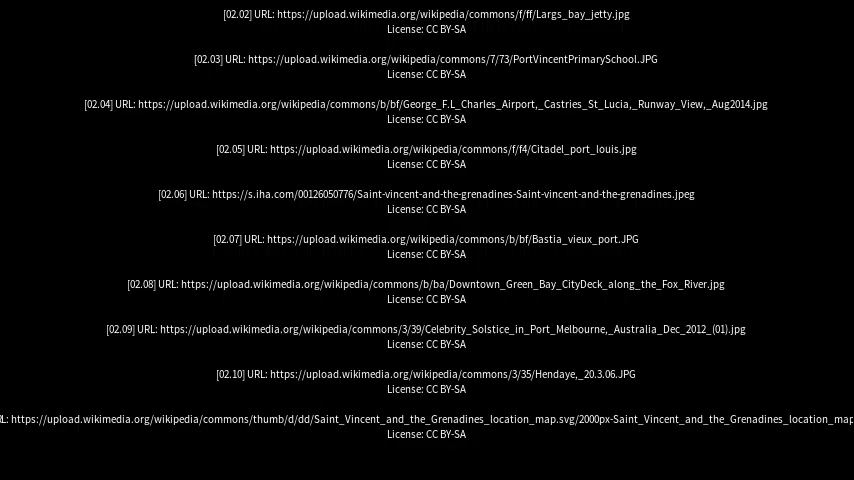 [02.02] URL: https://upload.wikimedia.org/wikipedia/commons/f/ff/Largs_bay_jetty.jpg
License: CC BY-SA
[02.03] URL: https://upload.wikimedia.org/wikipedia/commons/7/73/PortVincentPrimarySchool.JPG
License: CC BY-SA
[02.04] URL: https://upload.wikimedia.org/wikipedia/commons/b/bf/George_F.L_Charles_Airport,_Castries_St_Lucia,_Runway_View,_Aug2014.jpg
License: CC BY-SA
[02.05] URL: https://upload.wikimedia.org/wikipedia/commons/f/f4/Citadel_port_louis.jpg
License: CC BY-SA
[02.06] URL: https://s.iha.com/00126050776/Saint-vincent-and-the-grenadines-Saint-vincent-and-the-grenadines.jpeg
License: CC BY-SA
[02.07] URL: https://upload.wikimedia.org/wikipedia/commons/b/bf/Bastia_vieux_port.JPG
License: CC BY-SA
[02.08] URL: https://upload.wikimedia.org/wikipedia/commons/b/ba/Downtown_Green_Bay_CityDeck_along_the_Fox_River.jpg
License: CC BY-SA
[02.09] URL: https://upload.wikimedia.org/wikipedia/commons/3/39/Celebrity_Solstice_in_Port_Melbourne,_Australia_Dec_2012_(01).jpg
License: CC BY-SA
[02.10] URL: https://upload.wikimedia.org/wikipedia/commons/3/35/Hendaye,_20.3.06.JPG
License: CC BY-SA
L: https://upload.wikimedia.org/wikipedia/commons/thumb/d/dd/Saint_Vincent_and_the_Grenadines_location_map.svg/2000px-Saint_Vincent_and_the_Grenadines_location_map
License: CC BY-SA